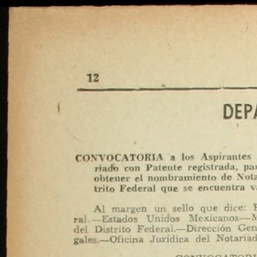 12
DEPA
CONVOCATORIA a los Aspirantes
riado con Patente registrada, pa
obtener el nombramiento de Nota
trito Federal que se encuentra v
Al margen un sello que dice:
ral.—Estados Unidos Mexicanos—M
del Distrito Federal.—Dirección Gen
gales.—Oficina Jurídica del Notariad
CONVOCATOR